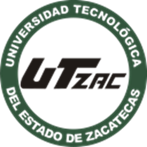 UNIVERSIDAD TECNOLÓGICA
UTZAC
DEL ESTADO DE ZACATECAS